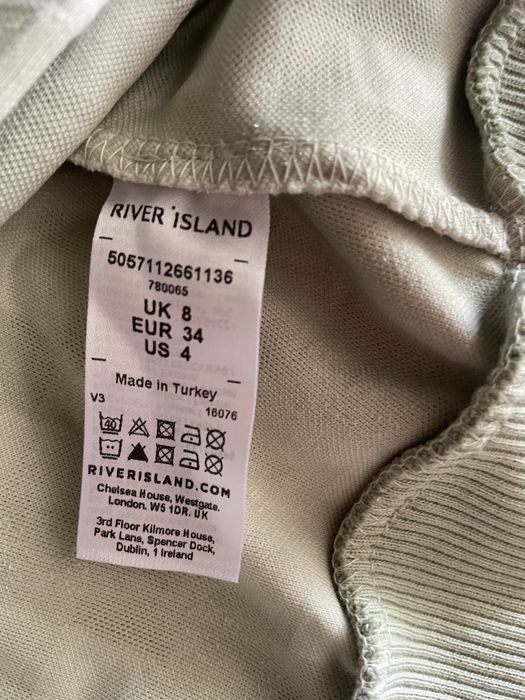 RIVER ISLAND
5057112661136
780065
UK 8
EUR 34
US 4
Made in Turkey
V3 16076
40
RIVERISLAND.COM
Chelsea House, Westgate.
London. W5 1DR. UK
3rd Floor Kilmore House,
Park Lane, Spencer Dock,
Dublin, 1 Ireland